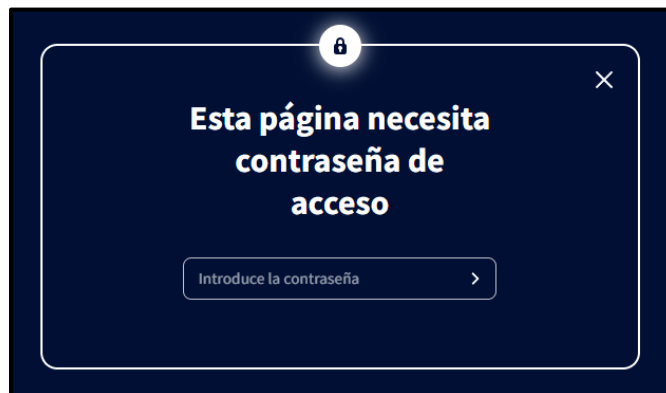 Esta página necesita
contraseña de
acceso
Introduce la contraseña